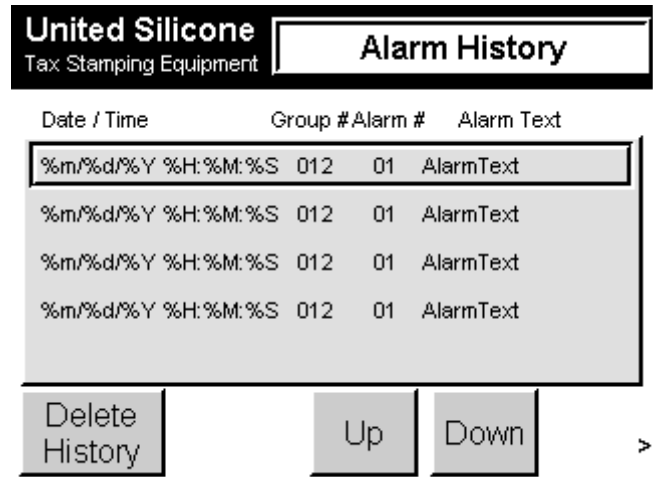 United Silicone
Tax Stamping Equipment
Alarm History
Date / Time Group # Alarm # Alarm Text
%m/%d/%Y %H:%M:%S 012 01 AlarmText
%m/%d/%Y %H:%M:%S 012 01 AlarmText
%m/%d/%Y %H:%M:%S 012 01 AlarmText
%m/%d/%Y %H:%M:%S 012 01 AlarmText
Delete
History
Up
Down
>